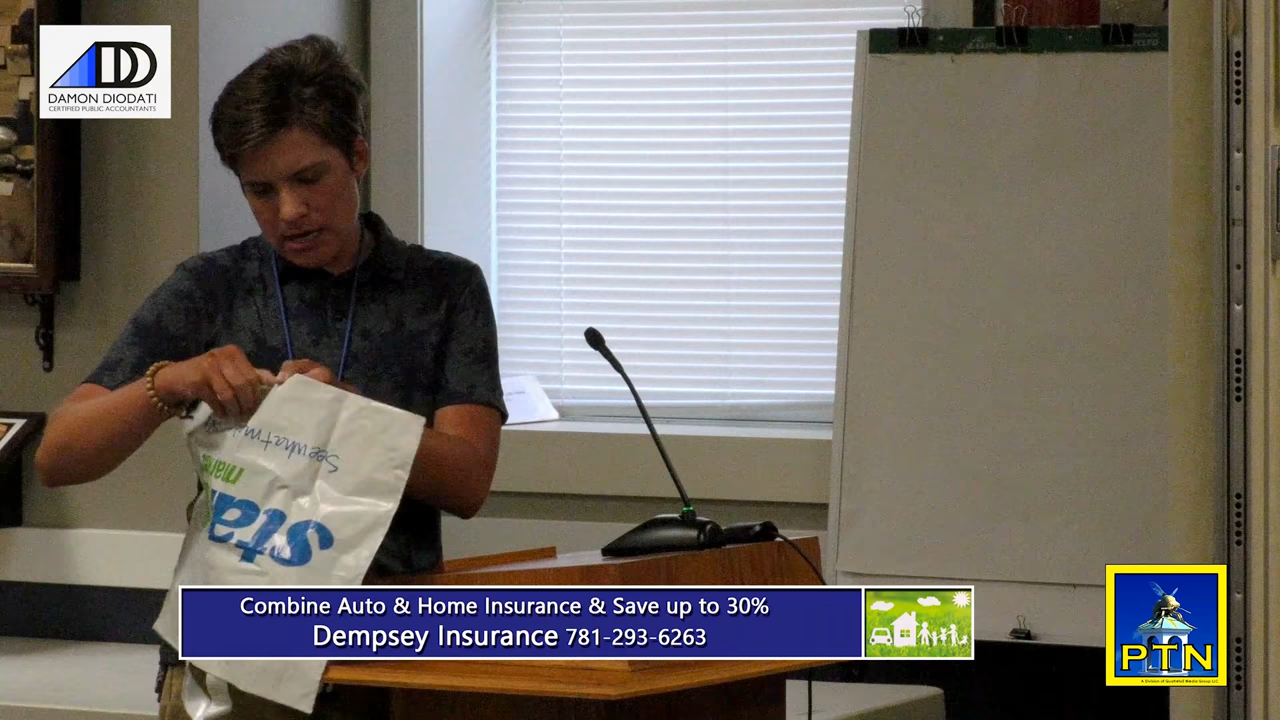 DAMON DIODATI
CERTIFIED PUBLIC ACCOUNTANTS
See what
sta
Combine Auto & Home Insurance & Save up to 30%
Dempsey Insurance 781-293-6263
PTN